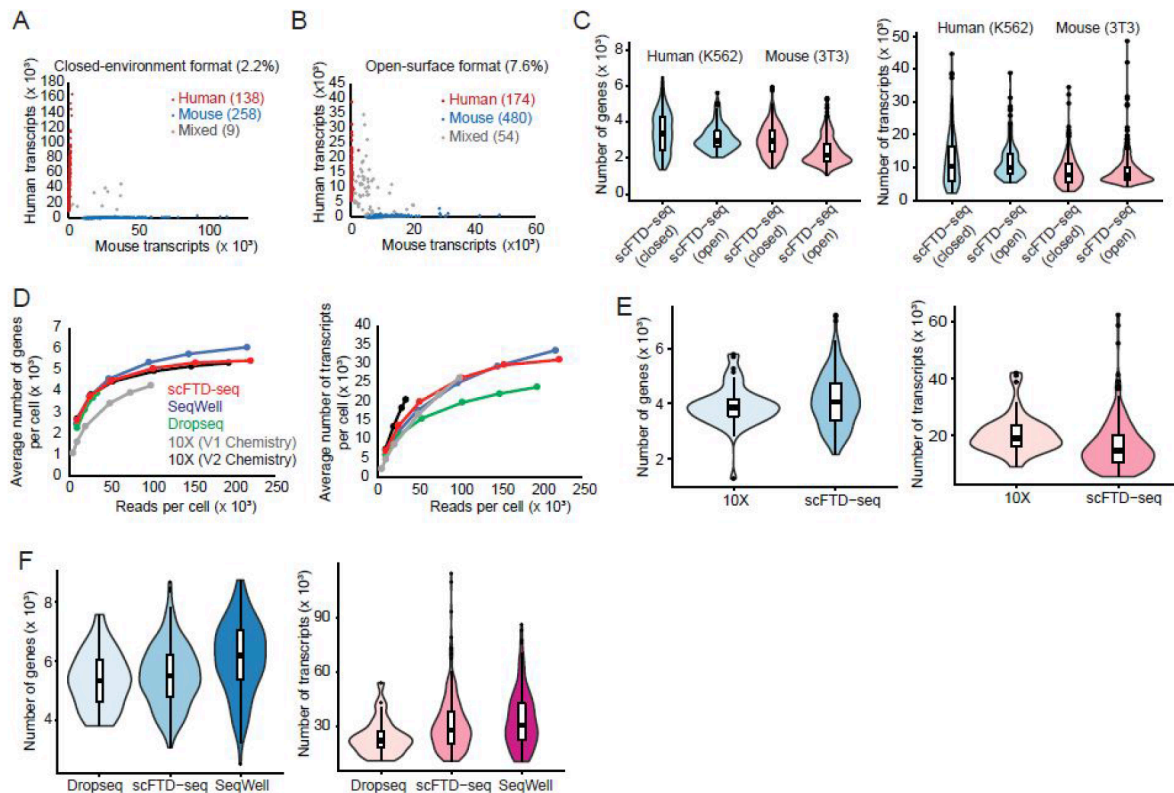 A
Closed-environment format (2.2%)
Human transcripts (x 10³)
180
160
140
120
100
80
60
40
20
0
Human (138)
Mouse (258)
Mixed (9)
0
50
100
Mouse transcripts (x 10³)
B
Open-surface format (7.6%)
Human transcripts (x 10³)
45
40
35
30
25
20
15
10
5
0
Human (174)
Mouse (480)
Mixed (54)
0
20
40
60
Mouse transcripts (x10³)
C
Number of genes (x 10³)
8
6
4
2
0
Human (K562)
Mouse (3T3)
scFTD-seq (closed)
scFTD-seq (open)
scFTD-seq (closed)
scFTD-seq (open)
Number of transcripts (x 10³)
50
40
30
20
10
0
Human (K562)
Mouse (3T3)
scFTD-seq (closed)
scFTD-seq (open)
scFTD-seq (closed)
scFTD-seq (open)
D
Average number of genes
per cell (x 10³)
7
6
5
4
3
2
1
0
scFTD-seq
SeqWell
Dropseq
10X (V1 Chemistry)
10X (V2 Chemistry)
0 50 100 150 200 250
Reads per cell (x 10³)
Average number of transcripts
per cell (x 10³)
40
35
30
25
20
15
10
5
0
0 50 100 150 200 250
Reads per cell (x 10³)
E
Number of genes (x 10³)
6
4
2
10X
scFTD-seq
Number of transcripts (x 10³)
60
40
20
10X
scFTD-seq
F
Number of genes (x 10³)
8
6
4
Dropseq scFTD-seq SeqWell
Number of transcripts (x 10³)
90
60
30
Dropseq scFTD-seq SeqWell